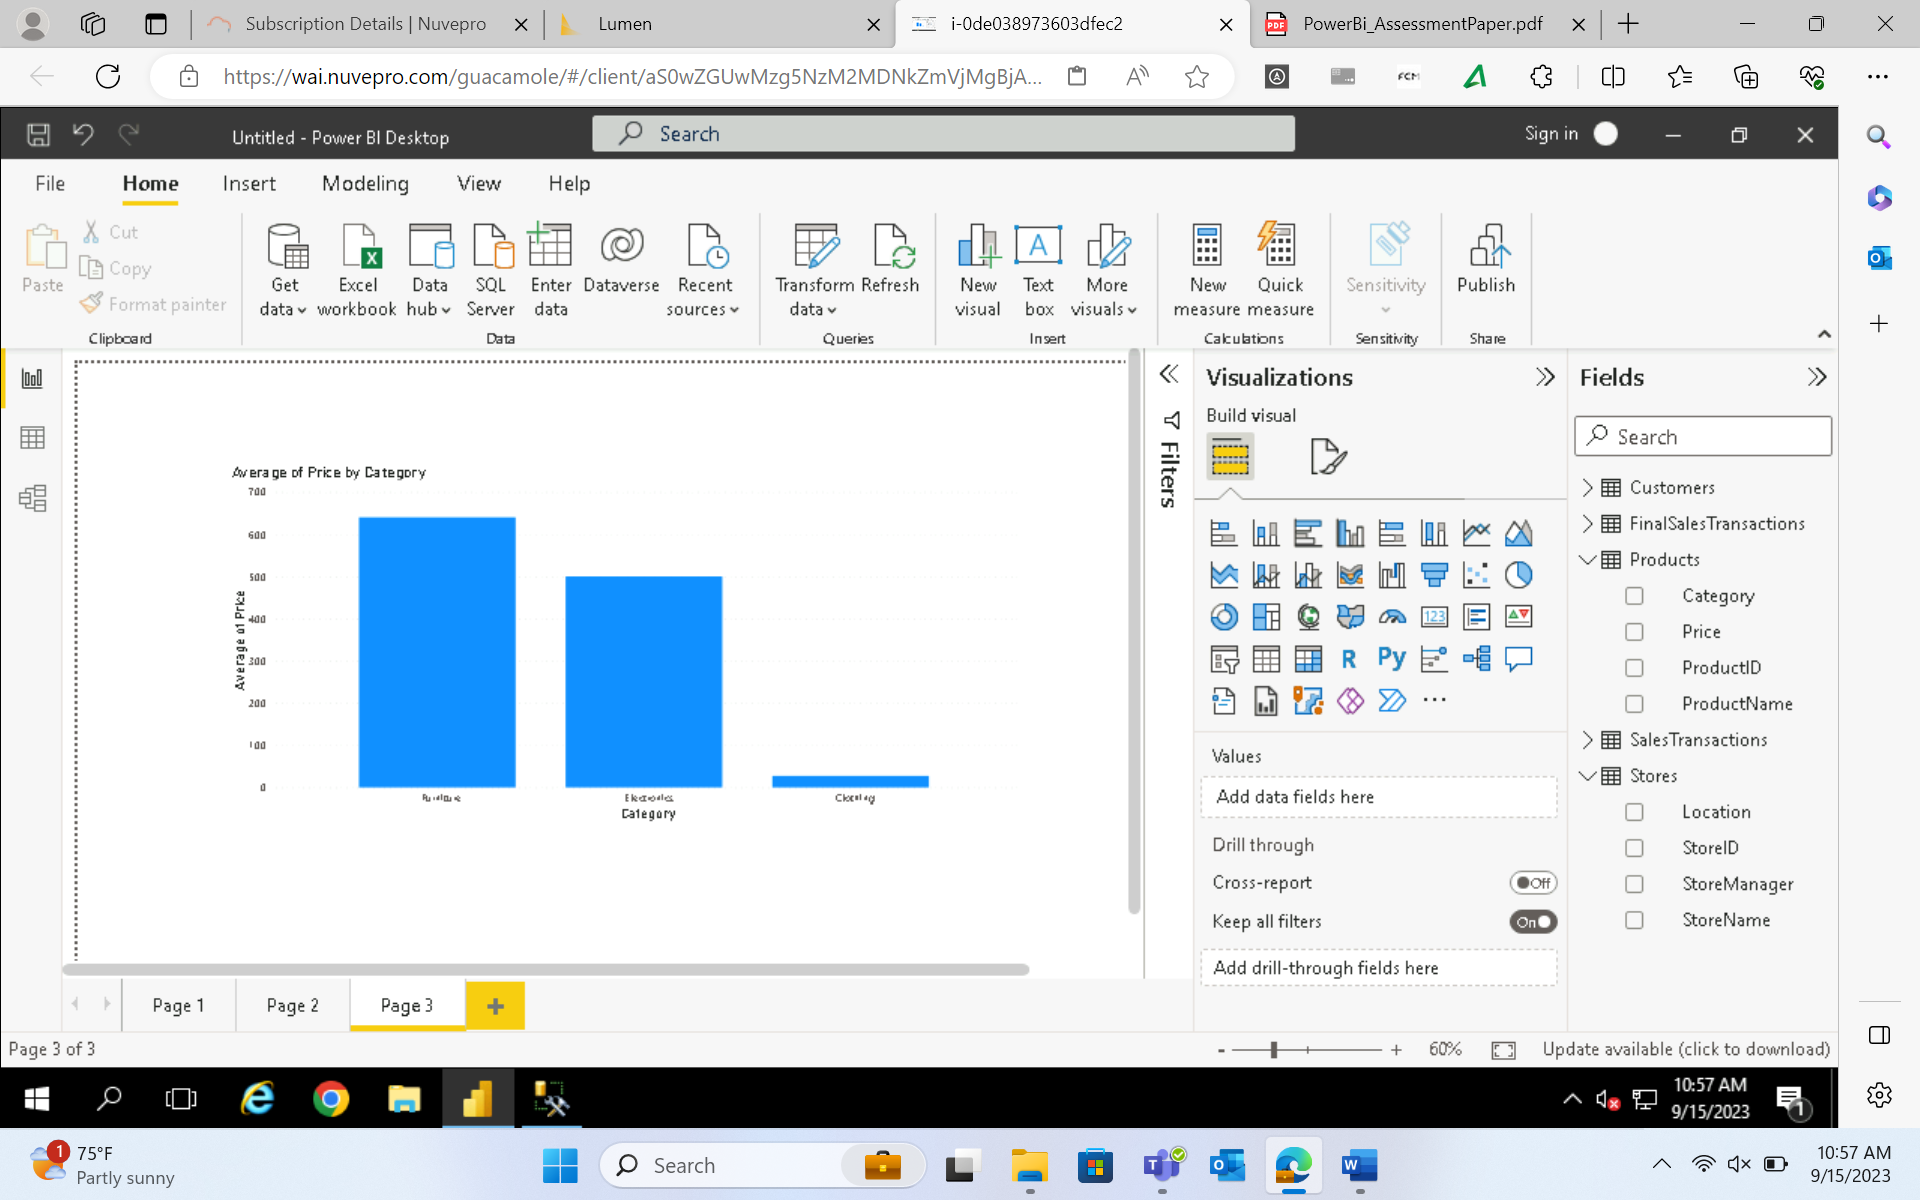 Subscription Details | Nuvepro
Lumen
i-0de038973603dfec2
PDF
PowerBi_AssessmentPaper.pdf
https://wai.nuvepro.com/guacamole/#/client/aS0wZGUwMzg5NzM2MDNkZmVjMgBjA...
FCM
Untitled - Power BI Desktop
Search
Sign in
File
Home
Insert
Modeling
View
Help
Paste
Cut
Copy
Format painter
Clipboard
Get data
Excel workbook
Data hub
SQL Server
Enter data
Dataverse
Recent sources
Data
Transform data
Refresh
Queries
New visual
Text box
More visuals
Insert
New measure
Quick measure
Calculations
Sensitivity
Sensitivity
Publish
Share
Average of Price by Category
Average of Price
700
600
500
400
300
200
100
0
Furniture
Electronics
Clothing
Category
Filters
Visualizations
Build visual
123
R
Py
Values
Add data fields here
Drill through
Cross-report
Off
Keep all filters
On
Add drill-through fields here
Fields
Search
Customers
FinalSalesTransactions
Products
Category
Price
ProductID
ProductName
SalesTransactions
Stores
Location
StoreID
StoreManager
StoreName
Page 1
Page 2
Page 3
Page 3 of 3
60%
Update available (click to download)
10:57 AM
9/15/2023
1
1
75°F
Partly sunny
Search
10:57 AM
9/15/2023